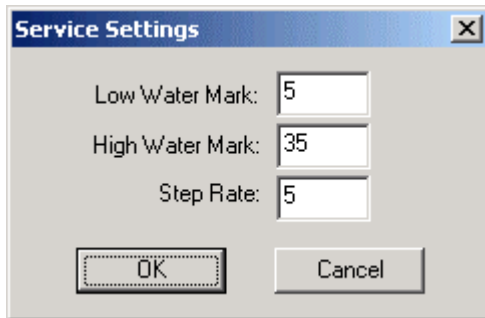 Service Settings
Low Water Mark: 5
High Water Mark: 35
Step Rate: 5
OK Cancel